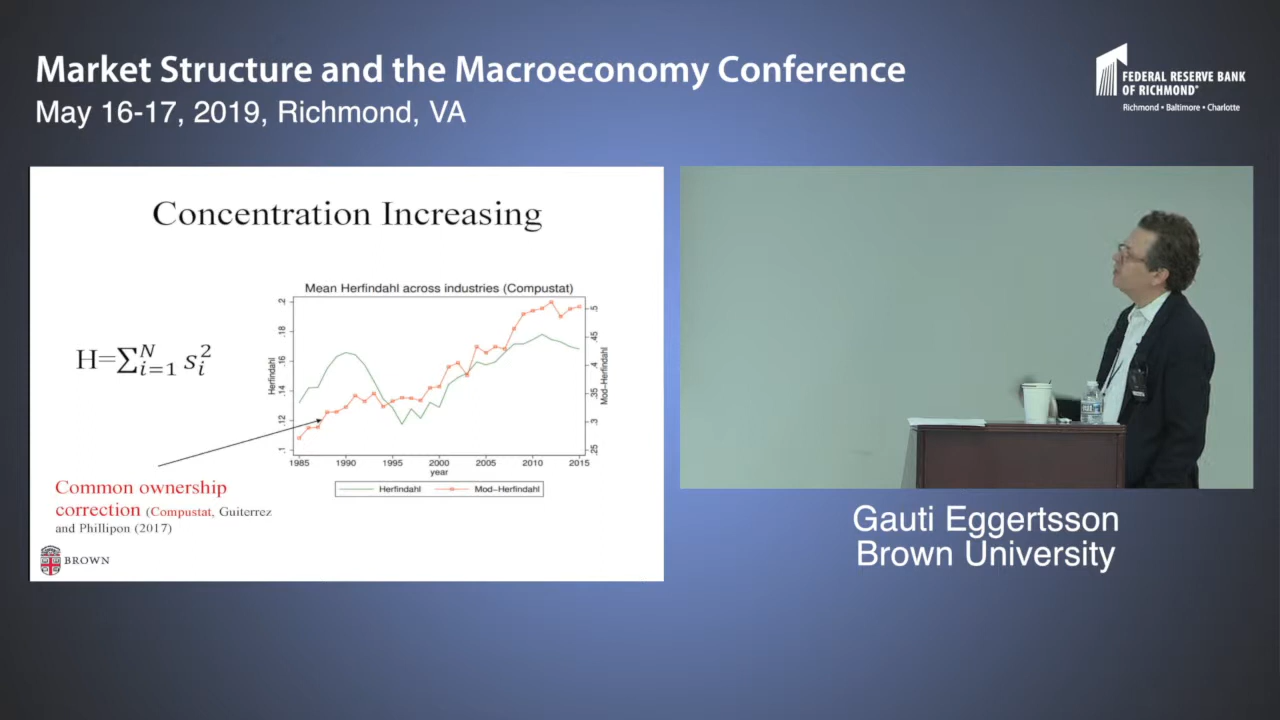 Market Structure and the Macroeconomy Conference
May 16-17, 2019, Richmond, VA
FEDERAL RESERVE BANK
OF RICHMOND®
Richmond • Baltimore • Charlotte
Concentration Increasing
H=∑ᵢ₌₁ᴺ sᵢ²
Mean Herfindahl across industries (Compustat)
Herfindahl
.1 .12 .14 .16 .18 .2
Mod-Herfindahl
.25 .3 .35 .4 .45 .5
1985 1990 1995 2000 2005 2010 2015
year
Herfindahl Mod-Herfindahl
Common ownership
correction (Compustat, Guiterrez
and Phillipon (2017)
BROWN
Gauti Eggertsson
Brown University